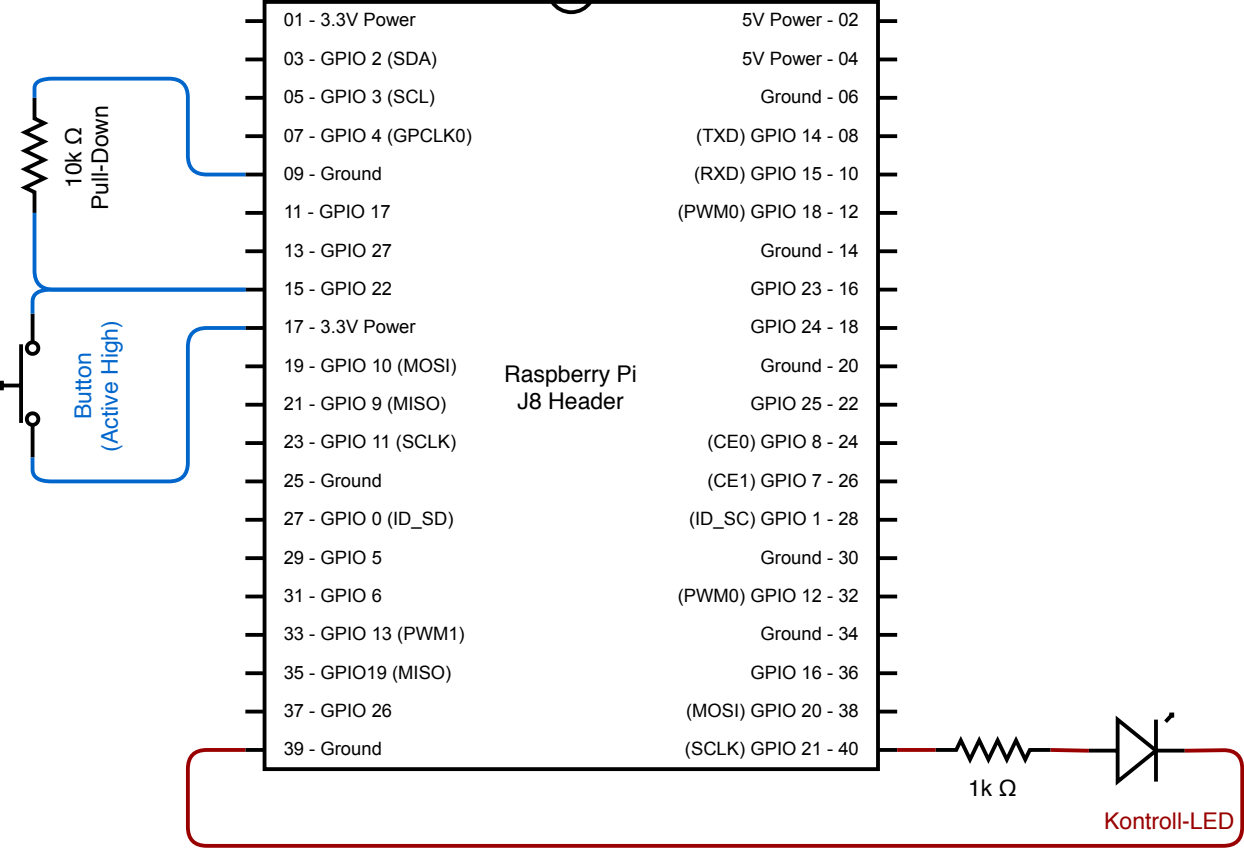 01 - 3.3V Power
03 - GPIO 2 (SDA)
05 - GPIO 3 (SCL)
07 - GPIO 4 (GPCLK0)
09 - Ground
11 - GPIO 17
13 - GPIO 27
15 - GPIO 22
17 - 3.3V Power
19 - GPIO 10 (MOSI)
21 - GPIO 9 (MISO)
23 - GPIO 11 (SCLK)
25 - Ground
27 - GPIO 0 (ID_SD)
29 - GPIO 5
31 - GPIO 6
33 - GPIO 13 (PWM1)
35 - GPIO19 (MISO)
37 - GPIO 26
39 - Ground
5V Power - 02
5V Power - 04
Ground - 06
(TXD) GPIO 14 - 08
(RXD) GPIO 15 - 10
(PWM0) GPIO 18 - 12
Ground - 14
GPIO 23 - 16
GPIO 24 - 18
Ground - 20
GPIO 25 - 22
(CE0) GPIO 8 - 24
(CE1) GPIO 7 - 26
(ID_SC) GPIO 1 - 28
Ground - 30
(PWM0) GPIO 12 - 32
Ground - 34
GPIO 16 - 36
(MOSI) GPIO 20 - 38
(SCLK) GPIO 21 - 40
Raspberry Pi
J8 Header
10k Ω
Pull-Down
Button
(Active High)
1k Ω
Kontroll-LED